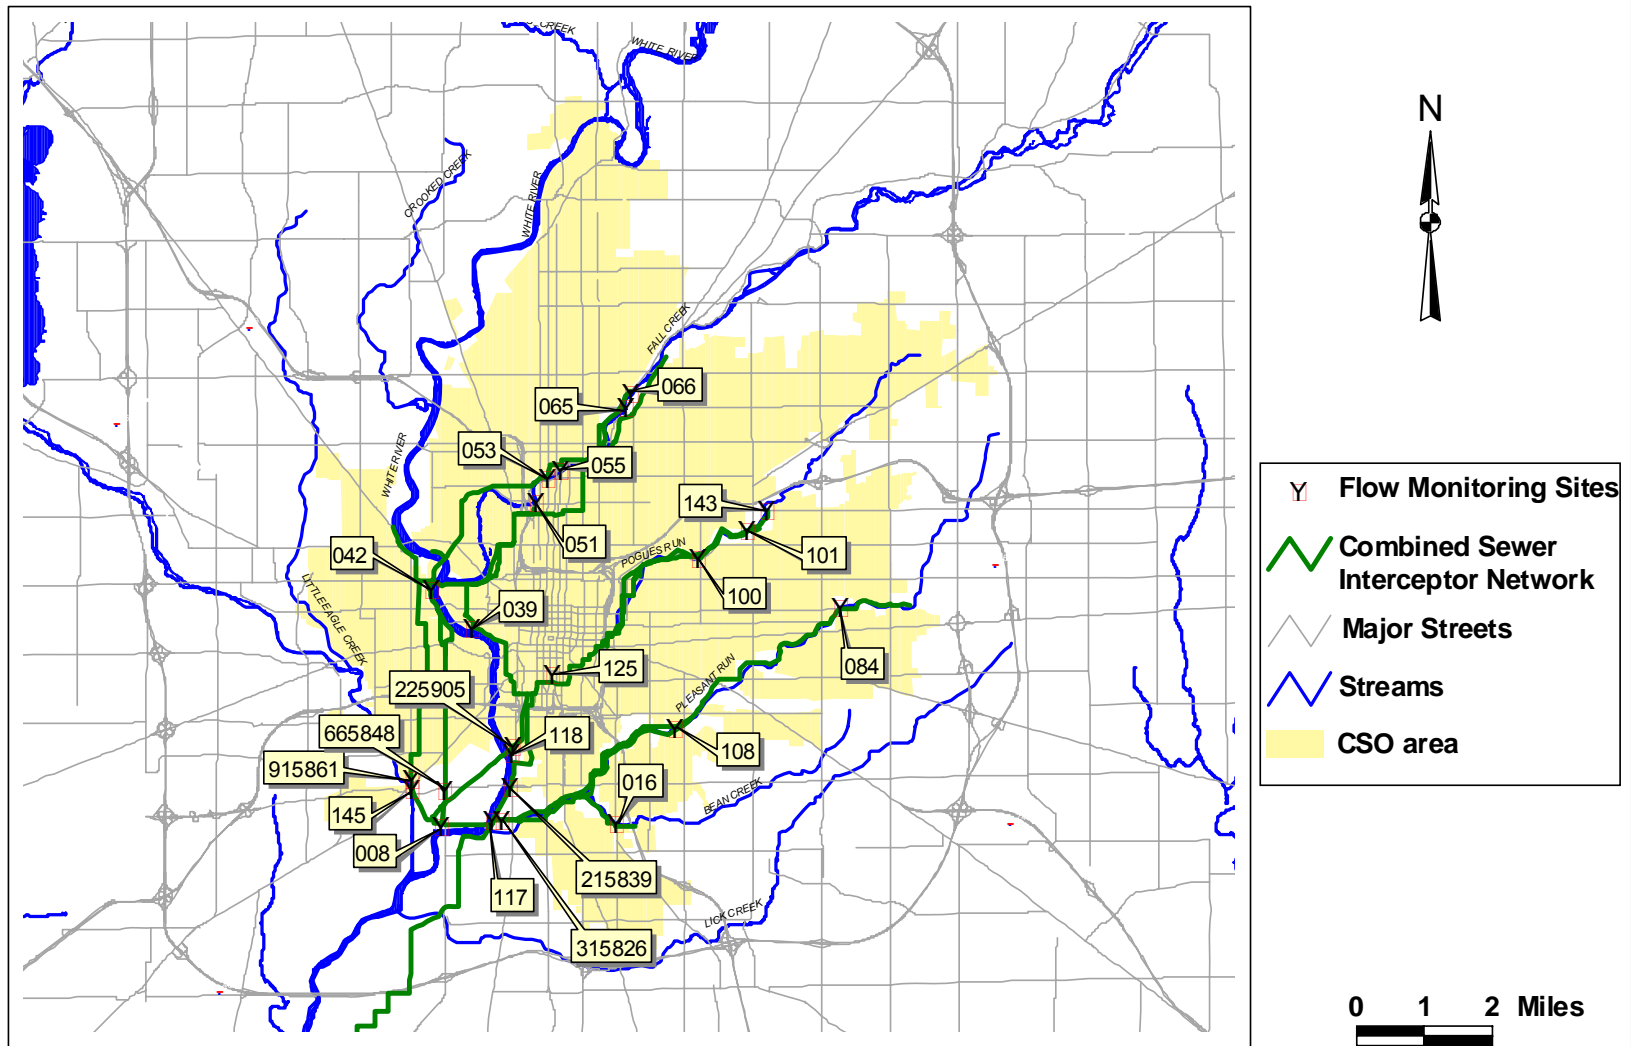 CREEK
WHITE RIVER
CROOKED CREEK
WHITE RIVER
FALL CREEK
066
065
053
055
WHITE RIVER
143
051
101
042
POGUES RUN
100
LITTLE EAGLE CREEK
039
084
125
225905
PLEASANT RUN
665848
118
108
915861
016
BEAN CREEK
145
008
215839
117
LICK CREEK
315826
N
Flow Monitoring Sites
Combined Sewer
Interceptor Network
Major Streets
Streams
CSO area
0 1 2 Miles